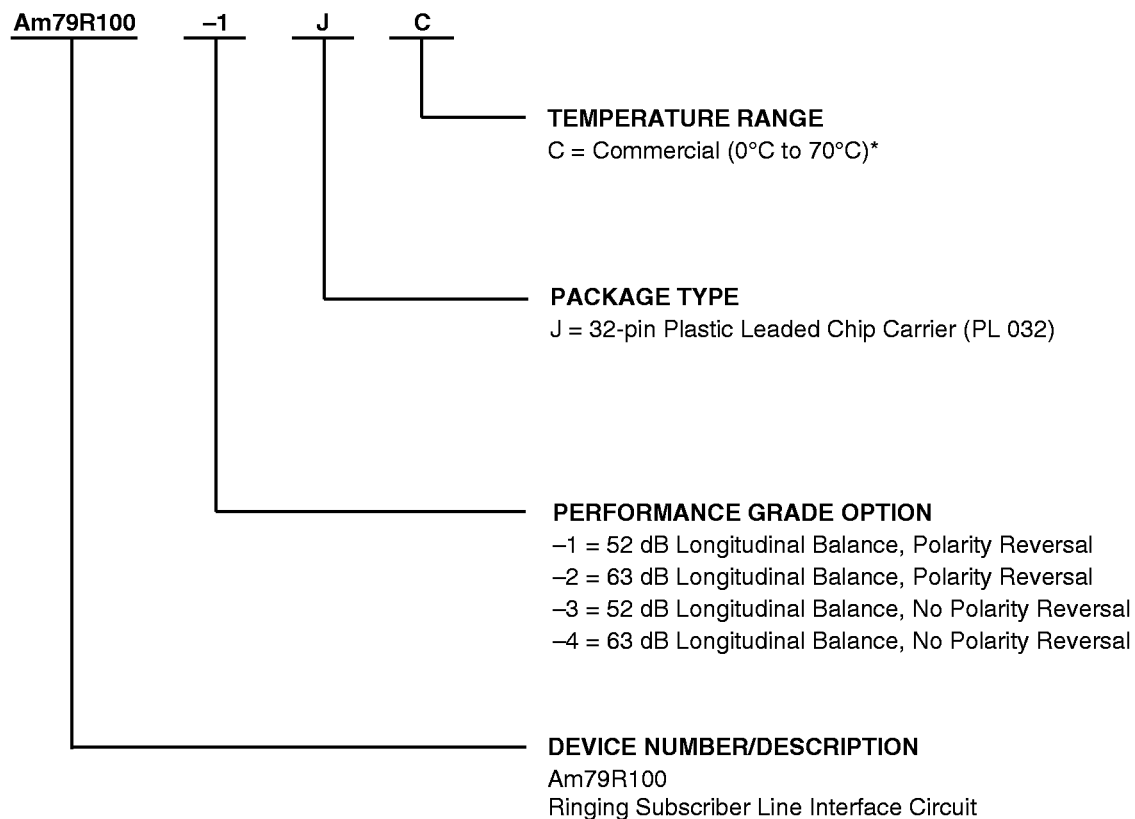 Am79R100 –1 J C
TEMPERATURE RANGE
C = Commercial (0°C to 70°C)*
PACKAGE TYPE
J = 32-pin Plastic Leaded Chip Carrier (PL 032)
PERFORMANCE GRADE OPTION
–1 = 52 dB Longitudinal Balance, Polarity Reversal
–2 = 63 dB Longitudinal Balance, Polarity Reversal
–3 = 52 dB Longitudinal Balance, No Polarity Reversal
–4 = 63 dB Longitudinal Balance, No Polarity Reversal
DEVICE NUMBER/DESCRIPTION
Am79R100
Ringing Subscriber Line Interface Circuit